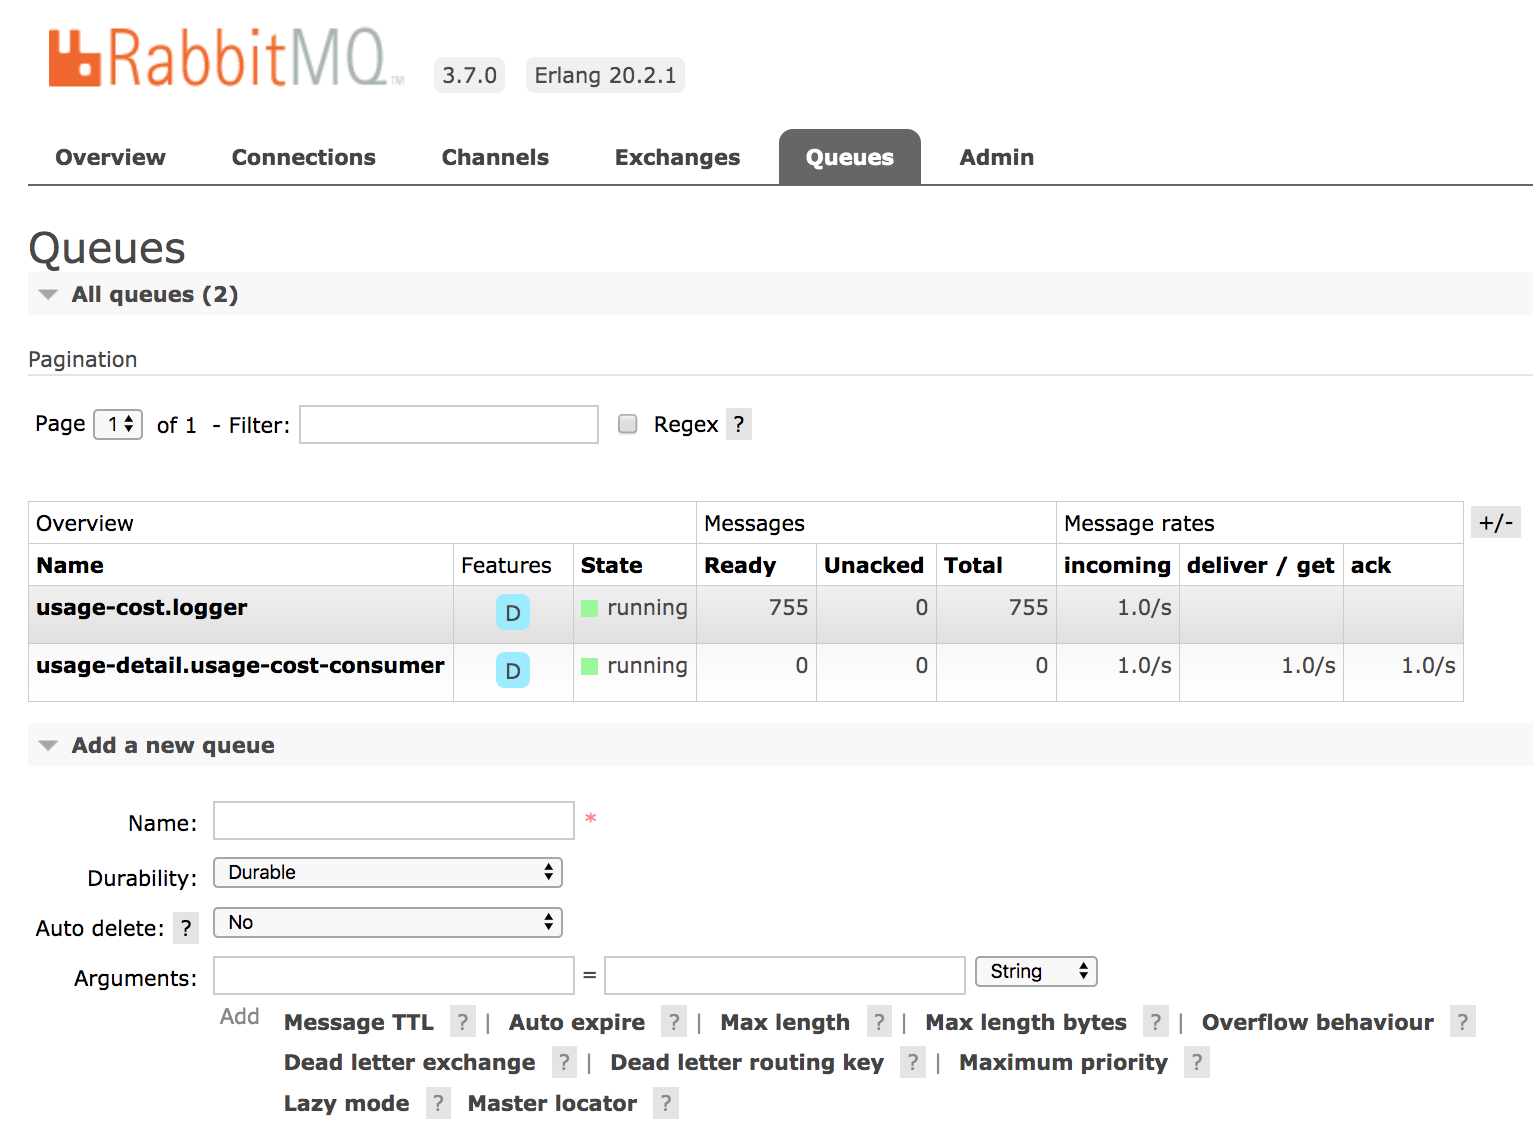 RabbitMQ™ 3.7.0 Erlang 20.2.1
Overview Connections Channels Exchanges Queues Admin
Queues
All queues (2)
Pagination
Page 1 of 1 - Filter: Regex ?
Overview Messages Message rates +/-
Name Features State Ready Unacked Total incoming deliver / get ack
usage-cost.logger D running 755 0 755 1.0/s
usage-detail.usage-cost-consumer D running 0 0 0 1.0/s 1.0/s 1.0/s
Add a new queue
Name: *
Durability: Durable
Auto delete: ? No
Arguments: = String
Add Message TTL ? | Auto expire ? | Max length ? | Max length bytes ? | Overflow behaviour ?
Dead letter exchange ? | Dead letter routing key ? | Maximum priority ?
Lazy mode ? Master locator ?